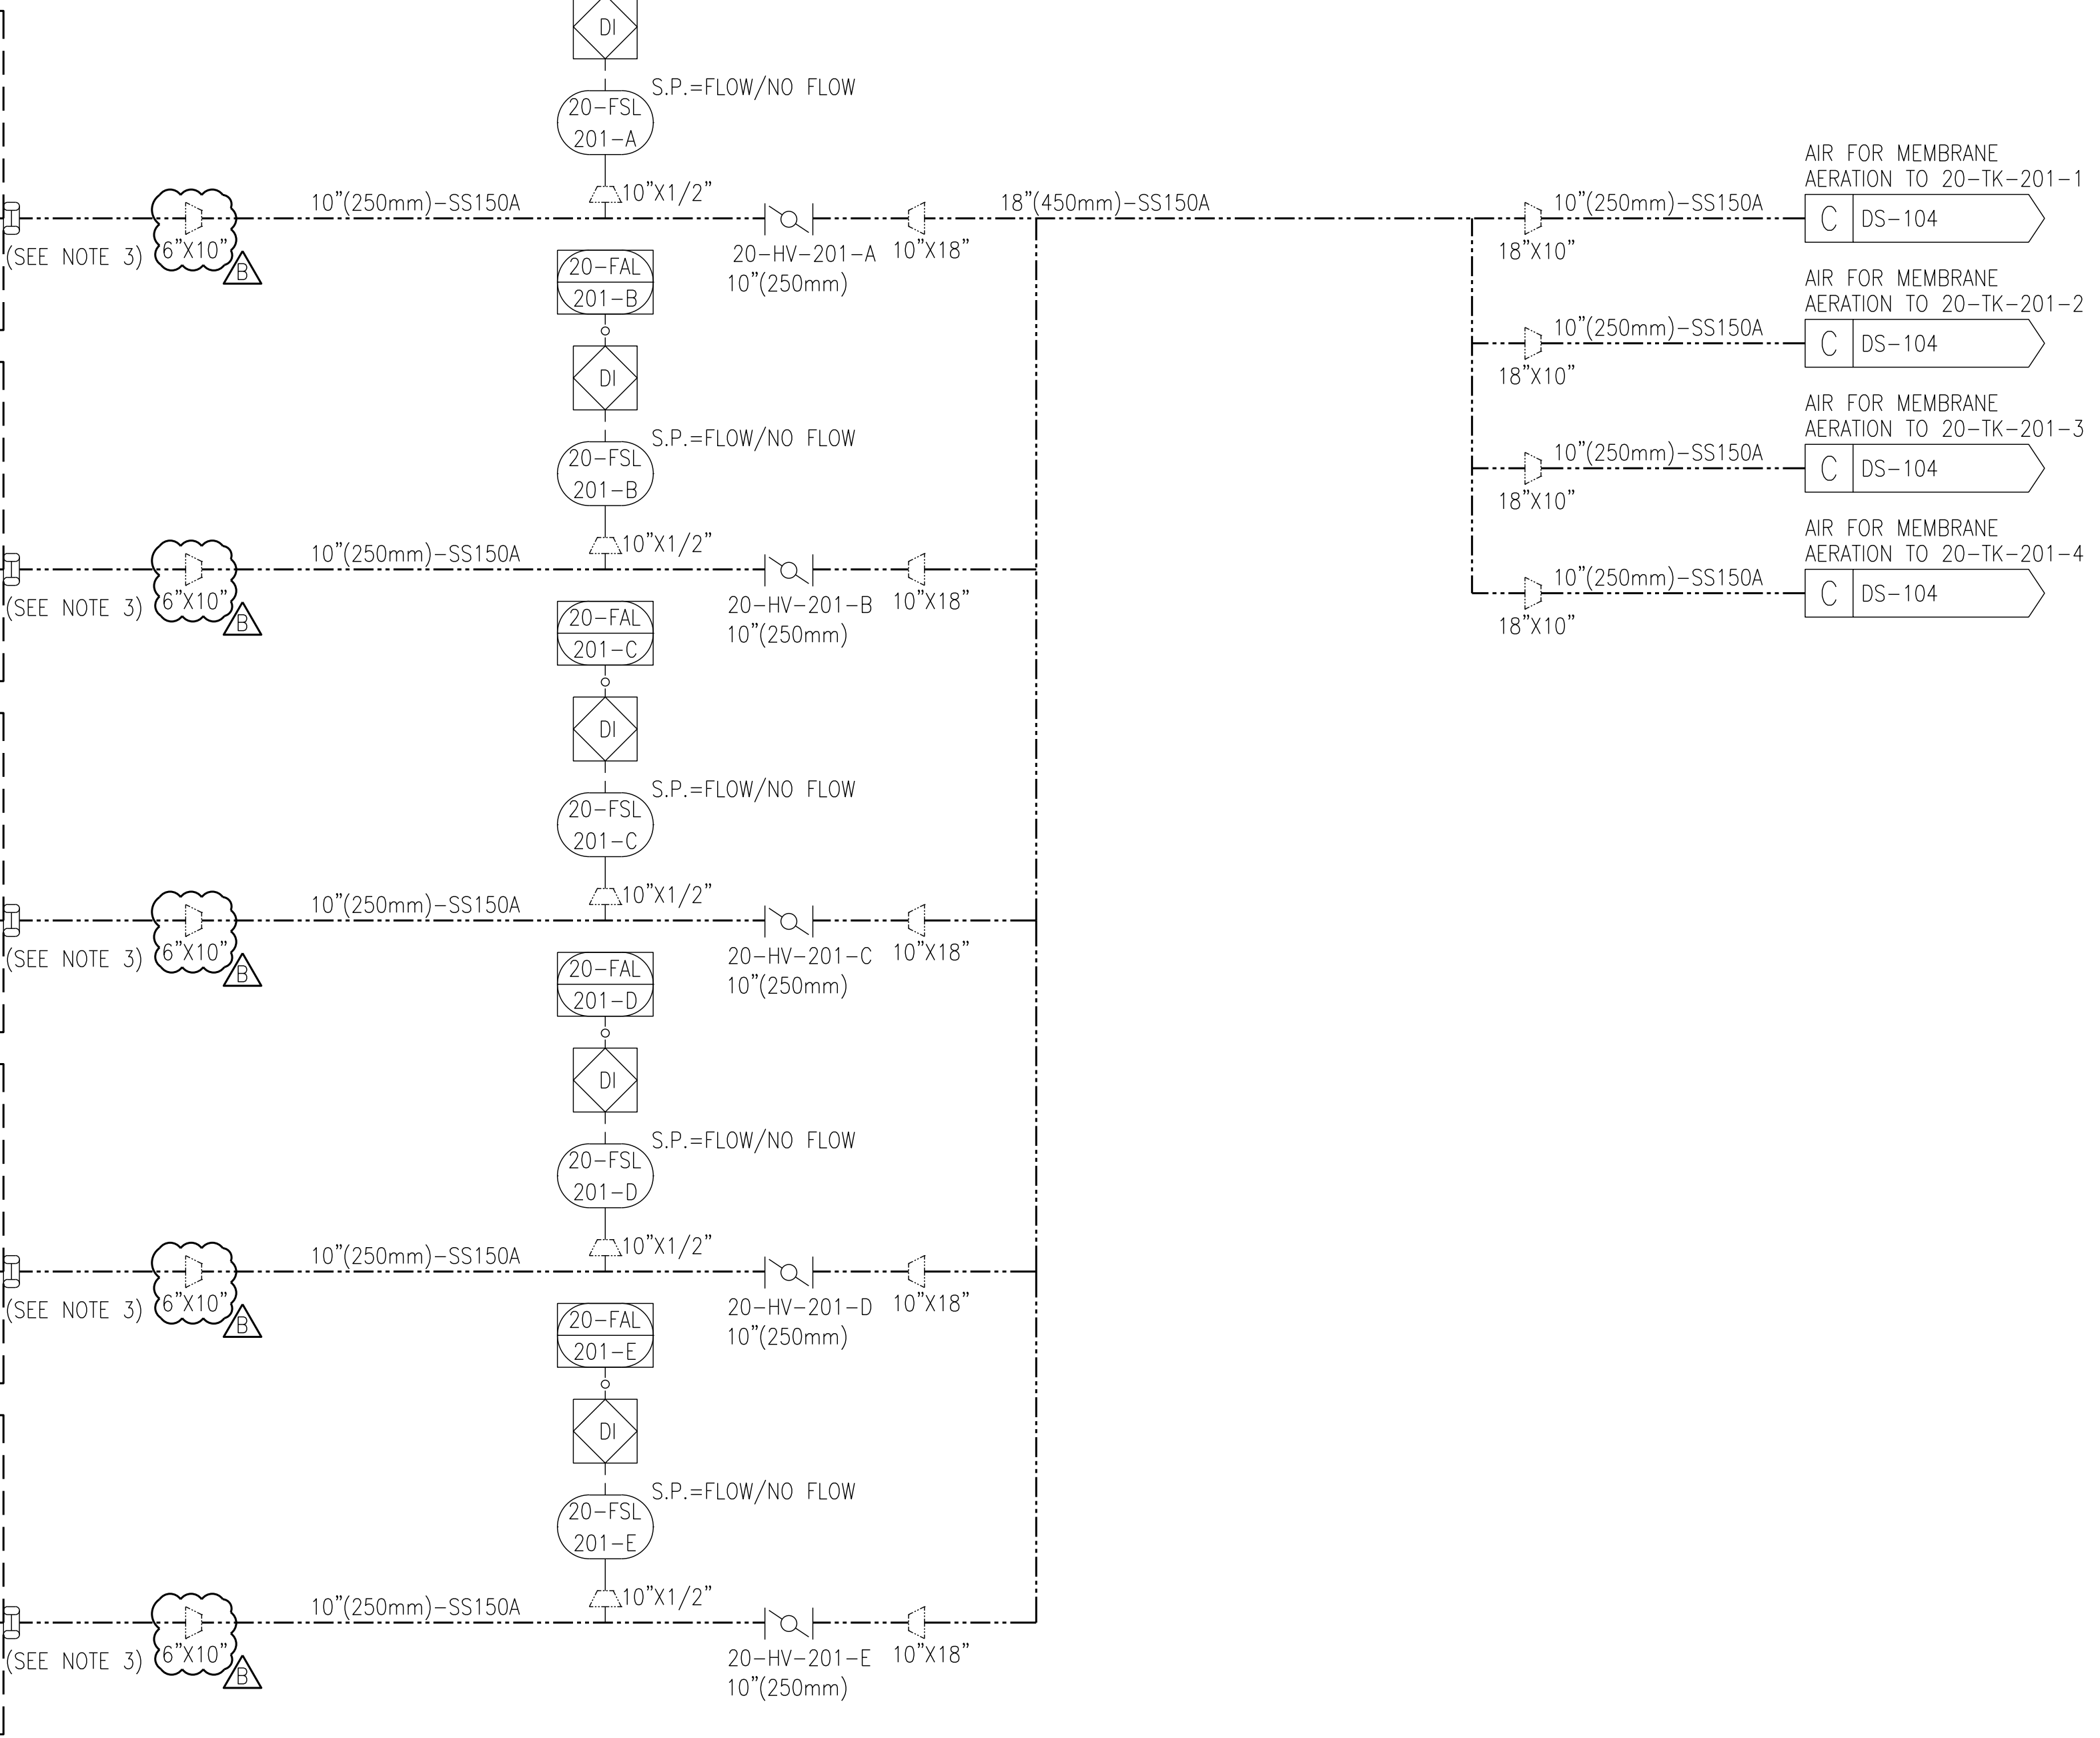 DI
S.P.=FLOW/NO FLOW
20-FSL
201-A
10"X1/2"
10"(250mm)-SS150A
(SEE NOTE 3)
6"X10"
B
20-HV-201-A
10"(250mm)
10"X18"
18"(450mm)-SS150A
AIR FOR MEMBRANE
AERATION TO 20-TK-201-1
10"(250mm)-SS150A
18"X10"
C DS-104
AIR FOR MEMBRANE
AERATION TO 20-TK-201-2
10"(250mm)-SS150A
18"X10"
C DS-104
AIR FOR MEMBRANE
AERATION TO 20-TK-201-3
10"(250mm)-SS150A
18"X10"
C DS-104
AIR FOR MEMBRANE
AERATION TO 20-TK-201-4
10"(250mm)-SS150A
18"X10"
C DS-104
20-FAL
201-B
DI
S.P.=FLOW/NO FLOW
20-FSL
201-B
10"X1/2"
10"(250mm)-SS150A
(SEE NOTE 3)
6"X10"
B
20-HV-201-B
10"(250mm)
10"X18"
20-FAL
201-C
DI
S.P.=FLOW/NO FLOW
20-FSL
201-C
10"X1/2"
10"(250mm)-SS150A
(SEE NOTE 3)
6"X10"
B
20-HV-201-C
10"(250mm)
10"X18"
20-FAL
201-D
DI
S.P.=FLOW/NO FLOW
20-FSL
201-D
10"X1/2"
10"(250mm)-SS150A
(SEE NOTE 3)
6"X10"
B
20-HV-201-D
10"(250mm)
10"X18"
20-FAL
201-E
DI
S.P.=FLOW/NO FLOW
20-FSL
201-E
10"X1/2"
10"(250mm)-SS150A
(SEE NOTE 3)
6"X10"
B
20-HV-201-E
10"(250mm)
10"X18"